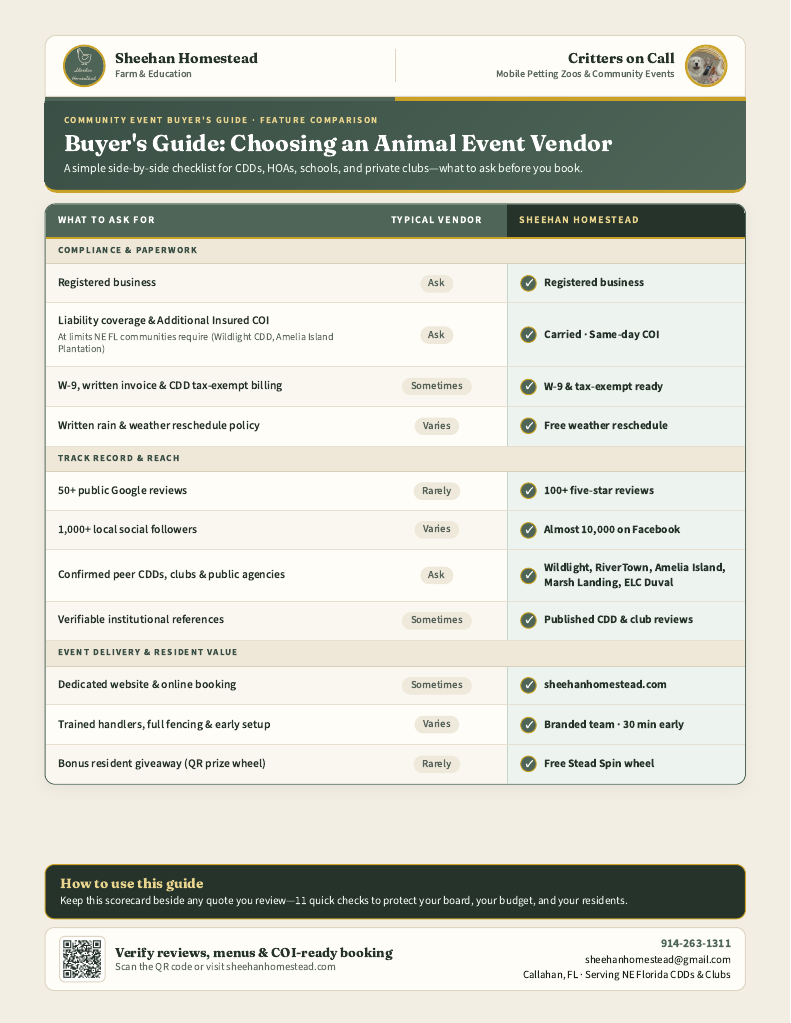 Sheehan Homestead
Farm & Education
Critters on Call
Mobile Petting Zoos & Community Events
COMMUNITY EVENT BUYER'S GUIDE · FEATURE COMPARISON
Buyer's Guide: Choosing an Animal Event Vendor
A simple side-by-side checklist for CDDs, HOAs, schools, and private clubs—what to ask before you book.
WHAT TO ASK FOR TYPICAL VENDOR SHEEHAN HOMESTEAD
COMPLIANCE & PAPERWORK
Registered business Ask ✓ Registered business
Liability coverage & Additional Insured COI
At limits NE FL communities require (Wildlight CDD, Amelia Island
Plantation)
Ask ✓ Carried · Same-day COI
W-9, written invoice & CDD tax-exempt billing Sometimes ✓ W-9 & tax-exempt ready
Written rain & weather reschedule policy Varies ✓ Free weather reschedule
TRACK RECORD & REACH
50+ public Google reviews Rarely ✓ 100+ five-star reviews
1,000+ local social followers Varies ✓ Almost 10,000 on Facebook
Confirmed peer CDDs, clubs & public agencies Ask ✓ Wildlight, RiverTown, Amelia Island,
Marsh Landing, ELC Duval
Verifiable institutional references Sometimes ✓ Published CDD & club reviews
EVENT DELIVERY & RESIDENT VALUE
Dedicated website & online booking Sometimes ✓ sheehanhomestead.com
Trained handlers, full fencing & early setup Varies ✓ Branded team · 30 min early
Bonus resident giveaway (QR prize wheel) Rarely ✓ Free Stead Spin wheel
How to use this guide
Keep this scorecard beside any quote you review—11 quick checks to protect your board, your budget, and your residents.
Verify reviews, menus & COI-ready booking
Scan the QR code or visit sheehanhomestead.com
914-263-1311
sheehanhomestead@gmail.com
Callahan, FL · Serving NE Florida CDDs & Clubs